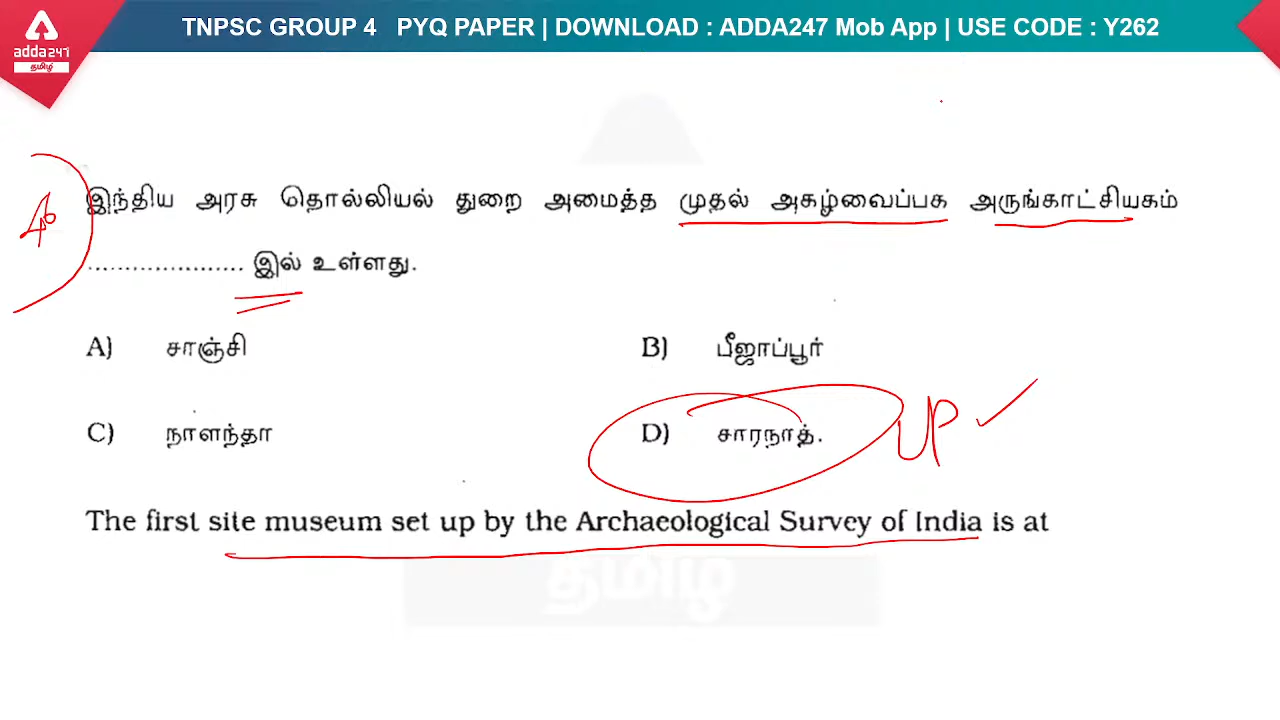 TNPSC GROUP 4 PYQ PAPER | DOWNLOAD : ADDA247 Mob App | USE CODE : Y262
adda247
தமிழ்
இந்திய அரசு தொல்லியல் துறை அமைத்த முதல் அகழ்வைப்பக அருங்காட்சியகம்
...................... இல் உள்ளது.
A) சாஞ்சி B) பீஜாப்பூர்
C) நாளந்தா D) சாரநாத். UP
The first site museum set up by the Archaeological Survey of India is at
தமிழ்